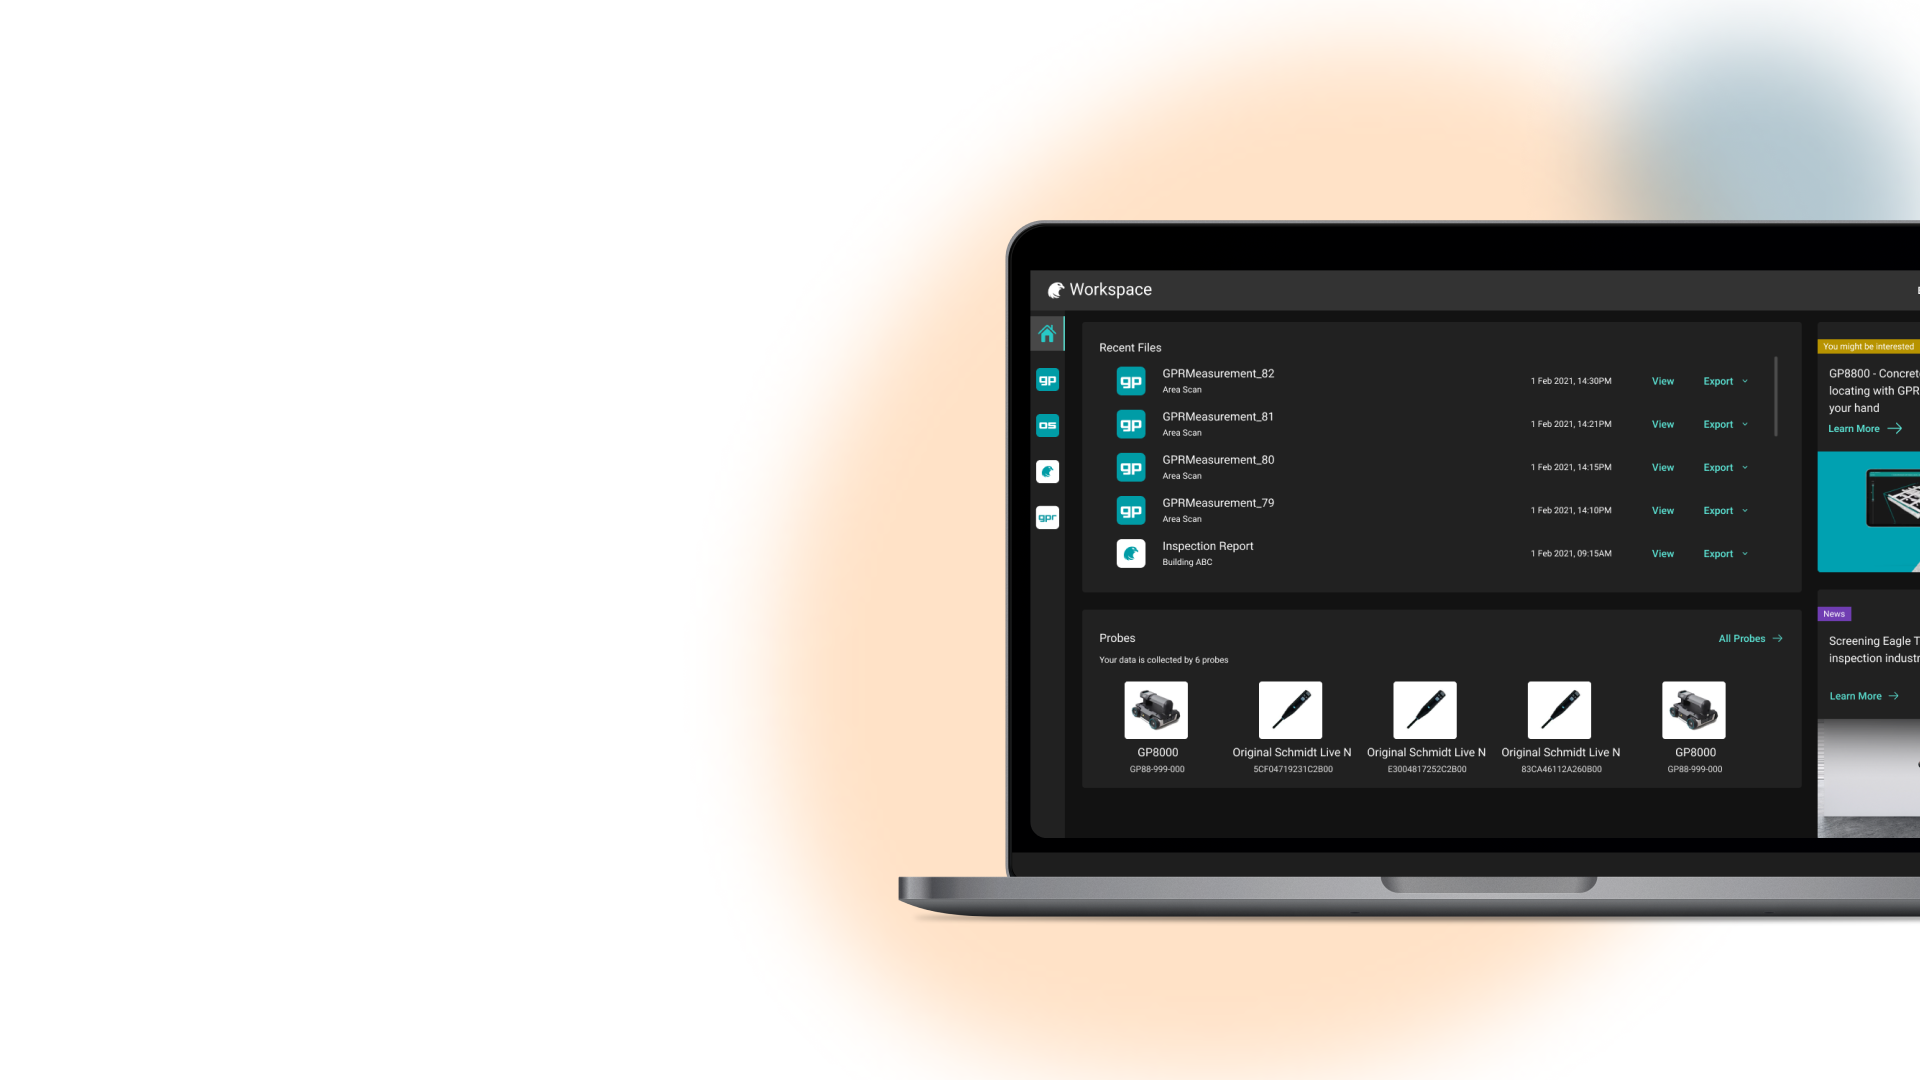 Workspace
gp
os
gpr
Recent Files
gp
GPRMeasurement_82
Area Scan
1 Feb 2021, 14:30PM
View
Export
gp
GPRMeasurement_81
Area Scan
1 Feb 2021, 14:21PM
View
Export
gp
GPRMeasurement_80
Area Scan
1 Feb 2021, 14:15PM
View
Export
gp
GPRMeasurement_79
Area Scan
1 Feb 2021, 14:10PM
View
Export
Inspection Report
Building ABC
1 Feb 2021, 09:15AM
View
Export
Probes
All Probes
Your data is collected by 6 probes
GP8000
GP88-999-000
Original Schmidt Live N
5CF04719231C2B00
Original Schmidt Live N
E3004817252C2B00
Original Schmidt Live N
83CA46112A260B00
GP8000
GP88-999-000
You might be interested
GP8800 - Concrete
locating with GPR
your hand
Learn More
News
Screening Eagle T
inspection industr
Learn More